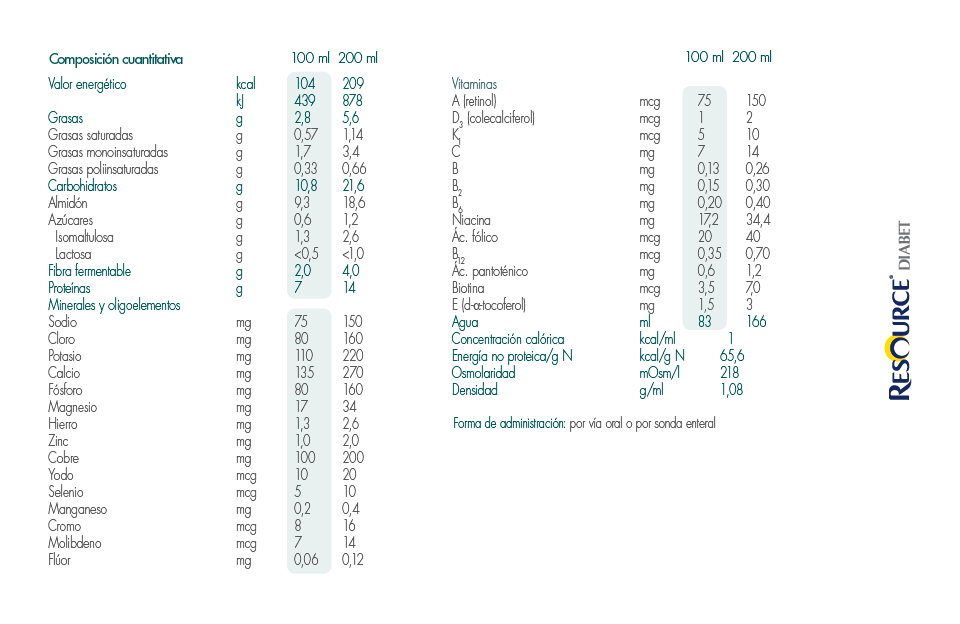 Composición cuantitativa 100 ml 200 ml
Valor energético kcal 104 209
kJ 439 878
Grasas g 2,8 5,6
Grasas saturadas g 0,57 1,14
Grasas monoinsaturadas g 1,7 3,4
Grasas poliinsaturadas g 0,33 0,66
Carbohidratos g 10,8 21,6
Almidón g 9,3 18,6
Azúcares g 0,6 1,2
Isomaltulosa g 1,3 2,6
Lactosa g <0,5 <1,0
Fibra fermentable g 2,0 4,0
Proteínas g 7 14
Minerales y oligoelementos
Sodio mg 75 150
Cloro mg 80 160
Potasio mg 110 220
Calcio mg 135 270
Fósforo mg 80 160
Magnesio mg 17 34
Hierro mg 1,3 2,6
Zinc mg 1,0 2,0
Cobre mg 100 200
Yodo mcg 10 20
Selenio mcg 5 10
Manganeso mg 0,2 0,4
Cromo mcg 8 16
Molibdeno mcg 7 14
Flúor mg 0,06 0,12
100 ml 200 ml
Vitaminas
A (retinol) mcg 75 150
D3 (colecalciferol) mcg 1 2
K1 mcg 5 10
C mg 7 14
B mg 0,13 0,26
B2 mg 0,15 0,30
B6 mg 0,20 0,40
Niacina mg 17,2 34,4
Ác. fólico mcg 20 40
B12 mcg 0,35 0,70
Ác. pantoténico mg 0,6 1,2
Biotina mcg 3,5 7,0
E (d-α-tocoferol) mg 1,5 3
Agua ml 83 166
Concentración calórica kcal/ml 1
Energía no proteica/g N kcal/g N 65,6
Osmolaridad mOsm/l 218
Densidad g/ml 1,08
Forma de administración: por vía oral o por sonda enteral
RESOURCE® DIABET